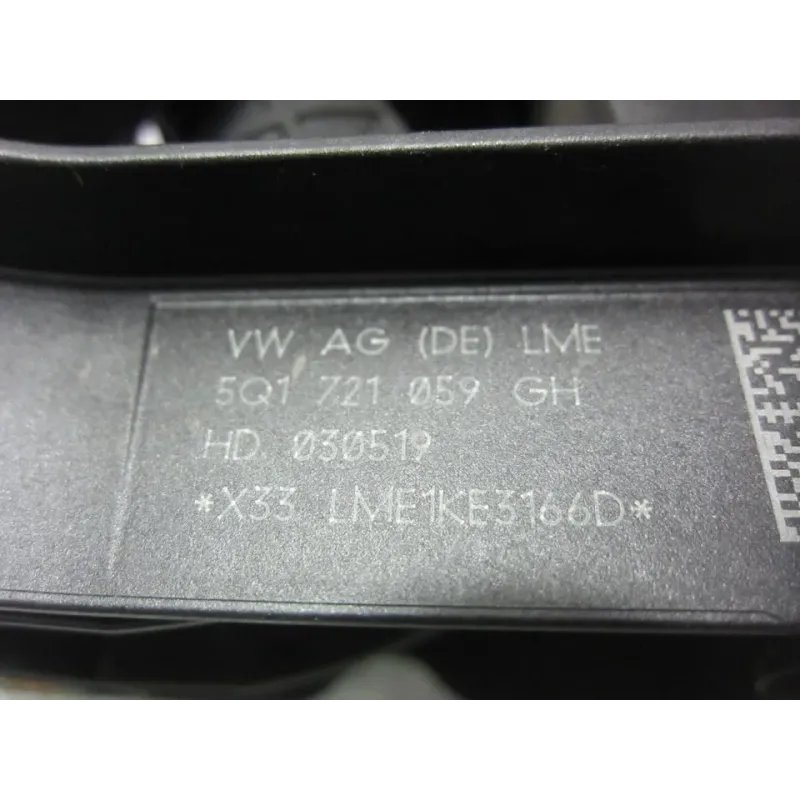 VW AG (DE) LME
5Q1 721 059 GH
HD. 030519
*X33 LME1KE3166D*